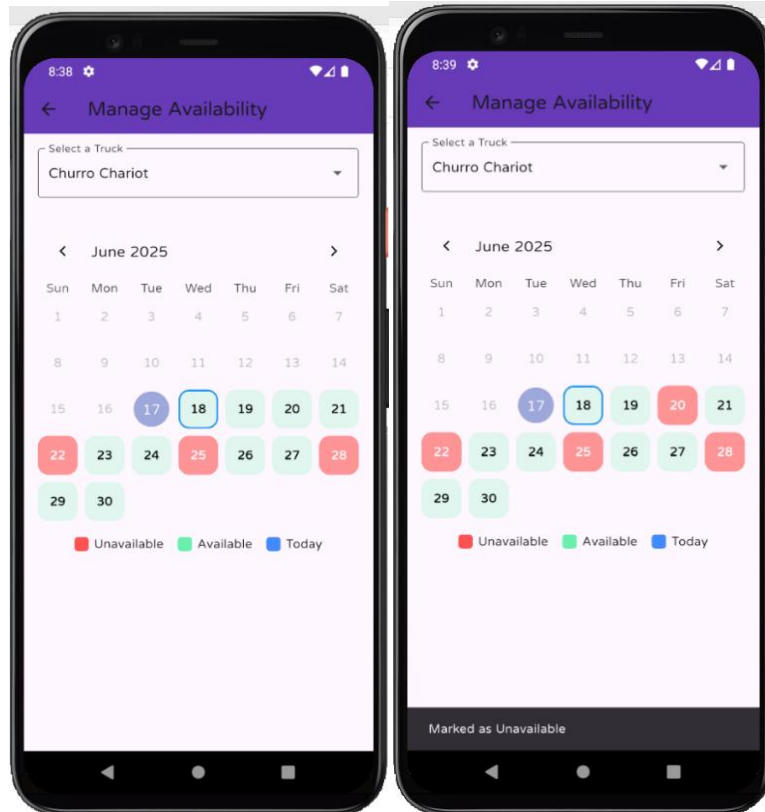 8:38
Manage Availability
Select a Truck
Churro Chariot
June 2025
Sun Mon Tue Wed Thu Fri Sat
1 2 3 4 5 6 7
8 9 10 11 12 13 14
15 16 17 18 19 20 21
22 23 24 25 26 27 28
29 30
Unavailable Available Today
8:39
Manage Availability
Select a Truck
Churro Chariot
June 2025
Sun Mon Tue Wed Thu Fri Sat
1 2 3 4 5 6 7
8 9 10 11 12 13 14
15 16 17 18 19 20 21
22 23 24 25 26 27 28
29 30
Unavailable Available Today
Marked as Unavailable